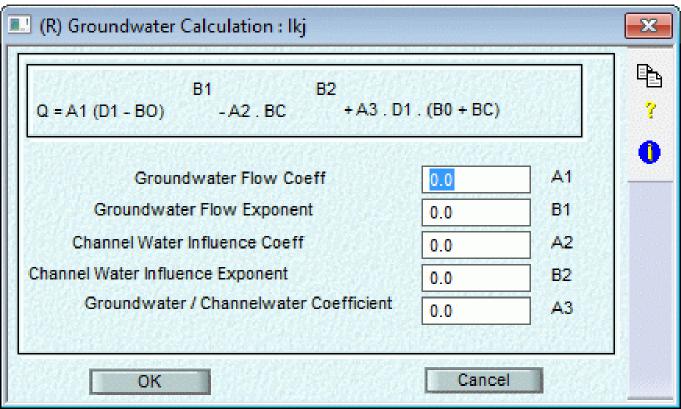 (R) Groundwater Calculation : lkj
B1 B2
Q = A1 (D1 - BO) - A2 . BC + A3 . D1 . (B0 + BC)
?
i
Groundwater Flow Coeff 0.0 A1
Groundwater Flow Exponent 0.0 B1
Channel Water Influence Coeff 0.0 A2
Channel Water Influence Exponent 0.0 B2
Groundwater / Channelwater Coefficient 0.0 A3
OK Cancel